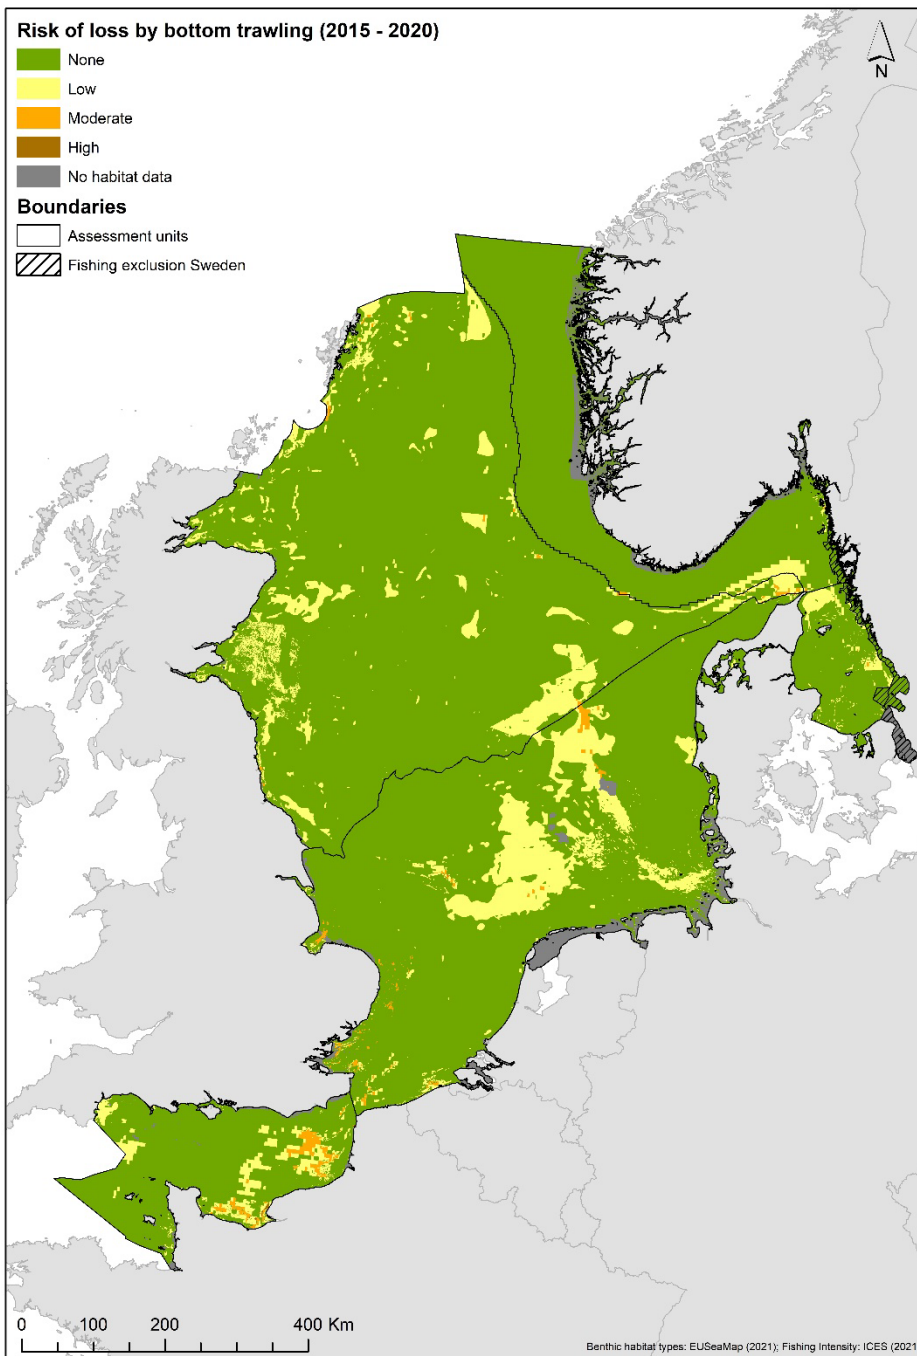 Risk of loss by bottom trawling (2015 - 2020)
None
Low
Moderate
High
No habitat data
Boundaries
Assessment units
Fishing exclusion Sweden
N
0 100 200 400 Km
Benthic habitat types: EUSeaMap (2021); Fishing Intensity: ICES (2021